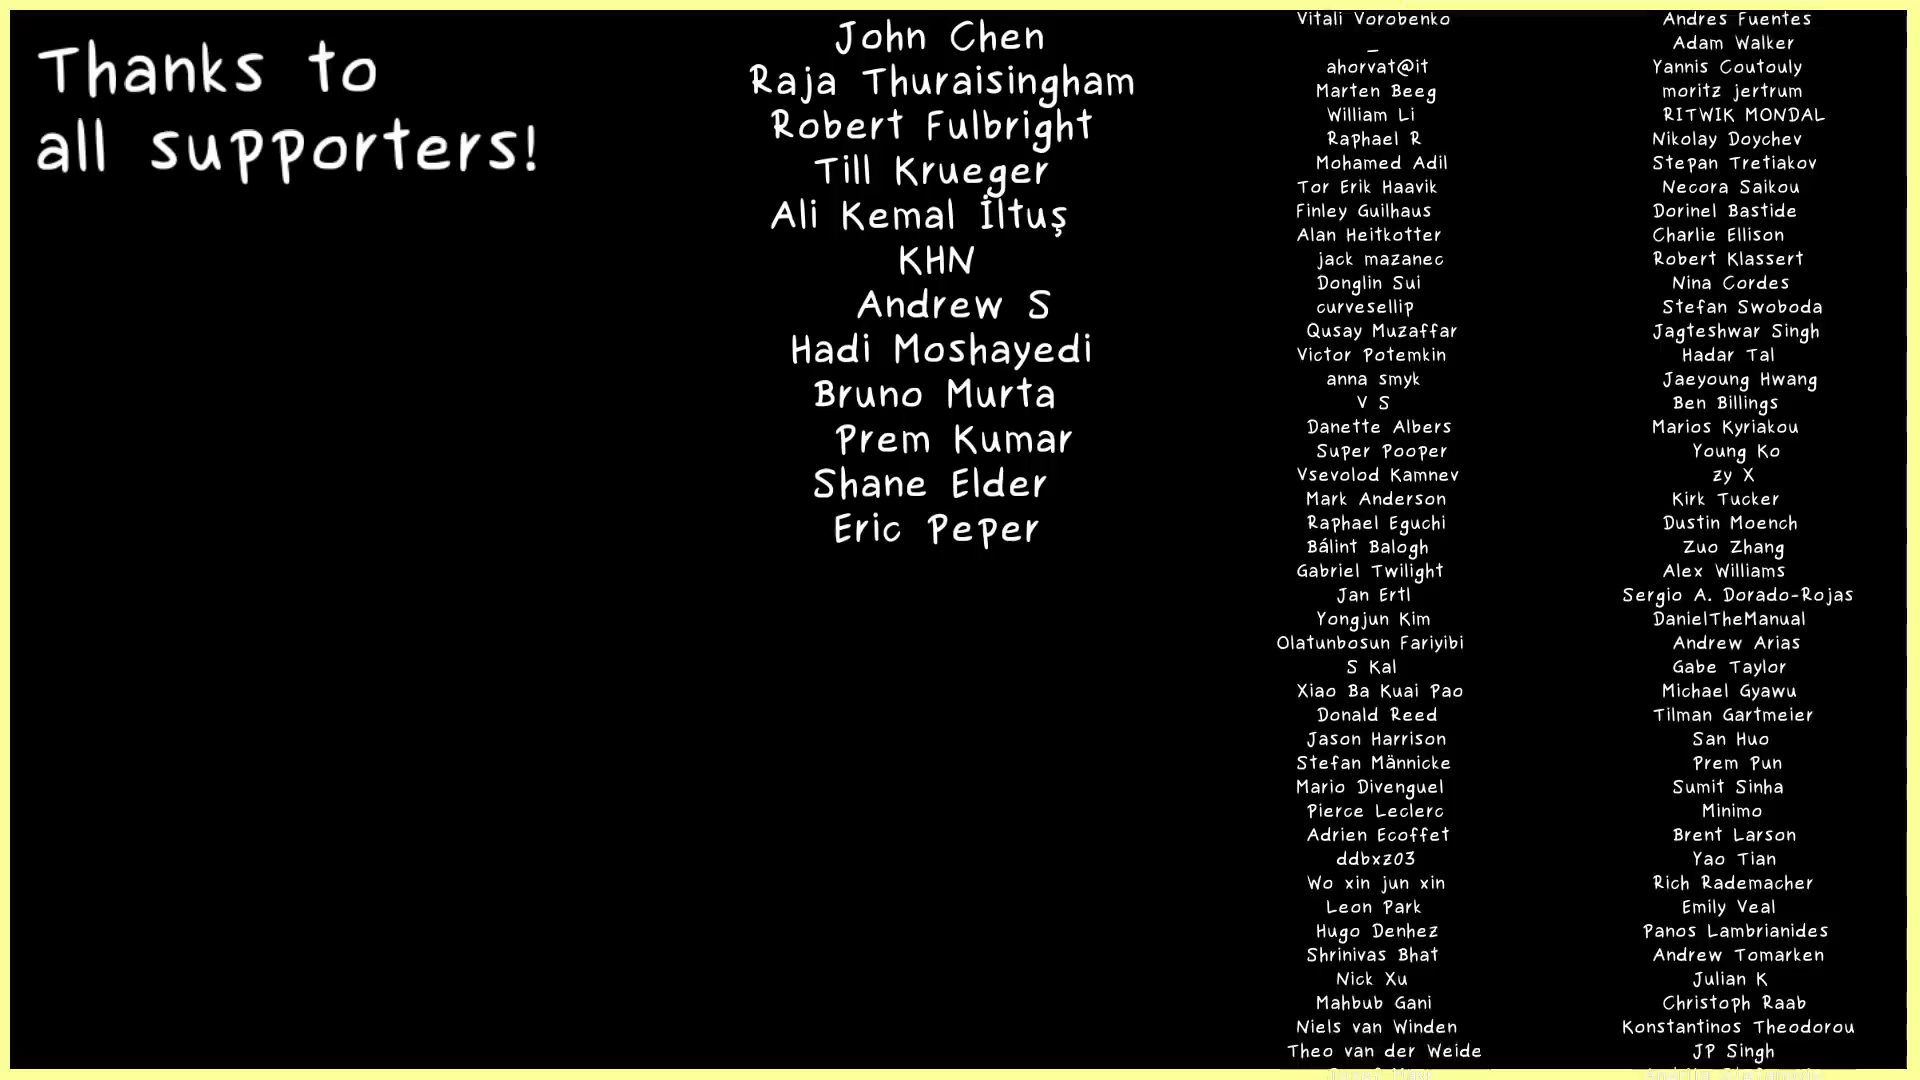 Thanks to
all supporters!
John Chen
Raja Thuraisingham
Robert Fulbright
Till Krueger
Ali Kemal İltuş
KHN
Andrew S
Hadi Moshayedi
Bruno Murta
Prem Kumar
Shane Elder
Eric Peper
Vitali Vorobenko
_
ahorvat@it
Marten Beeg
William Li
Raphael R
Mohamed Adil
Tor Erik Haavik
Finley Guilhaus
Alan Heitkotter
jack mazanec
Donglin Sui
curvesellip
Qusay Muzaffar
Victor Potemkin
anna smyk
V S
Danette Albers
Super Pooper
Vsevolod Kamnev
Mark Anderson
Raphael Eguchi
Bálint Balogh
Gabriel Twilight
Jan Ertl
Yongjun Kim
Olatunbosun Fariyibi
S Kal
Xiao Ba Kuai Pao
Donald Reed
Jason Harrison
Stefan Männicke
Mario Divenguel
Pierce Leclerc
Adrien Ecoffet
ddbxz03
Wo xin jun xin
Leon Park
Hugo Denhez
Shrinivas Bhat
Nick Xu
Mahbub Gani
Niels van Winden
Theo van der Weide
Andres Fuentes
Adam Walker
Yannis Coutouly
moritz jertrum
RITWIK MONDAL
Nikolay Doychev
Stepan Tretiakov
Necora Saikou
Dorinel Bastide
Charlie Ellison
Robert Klassert
Nina Cordes
Stefan Swoboda
Jagteshwar Singh
Hadar Tal
Jaeyoung Hwang
Ben Billings
Marios Kyriakou
Young Ko
zy X
Kirk Tucker
Dustin Moench
Zuo Zhang
Alex Williams
Sergio A. Dorado-Rojas
DanielTheManual
Andrew Arias
Gabe Taylor
Michael Gyawu
Tilman Gartmeier
San Huo
Prem Pun
Sumit Sinha
Minimo
Brent Larson
Yao Tian
Rich Rademacher
Emily Veal
Panos Lambrianides
Andrew Tomarken
Julian K
Christoph Raab
Konstantinos Theodorou
JP Singh